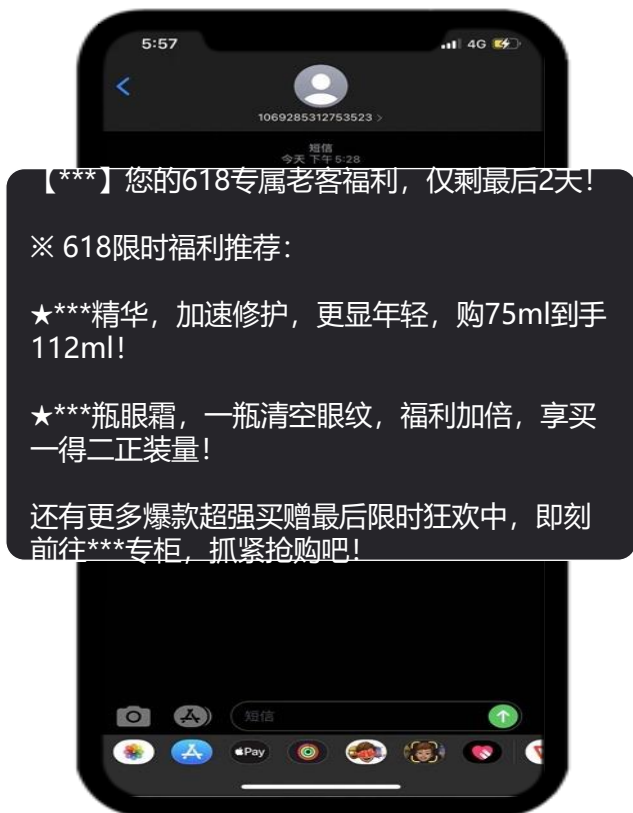 5:57
4G
1069285312753523 >
短信
今天 下午5:28
【***】您的618专属老客福利，仅剩最后2天！
※ 618限时福利推荐：
★***精华，加速修护，更显年轻，购75ml到手
112ml！
★***瓶眼霜，一瓶清空眼纹，福利加倍，享买
一得二正装量！
还有更多爆款超强买赠最后限时狂欢中，即刻
前往***专柜，抓紧抢购吧！
短信
Pay